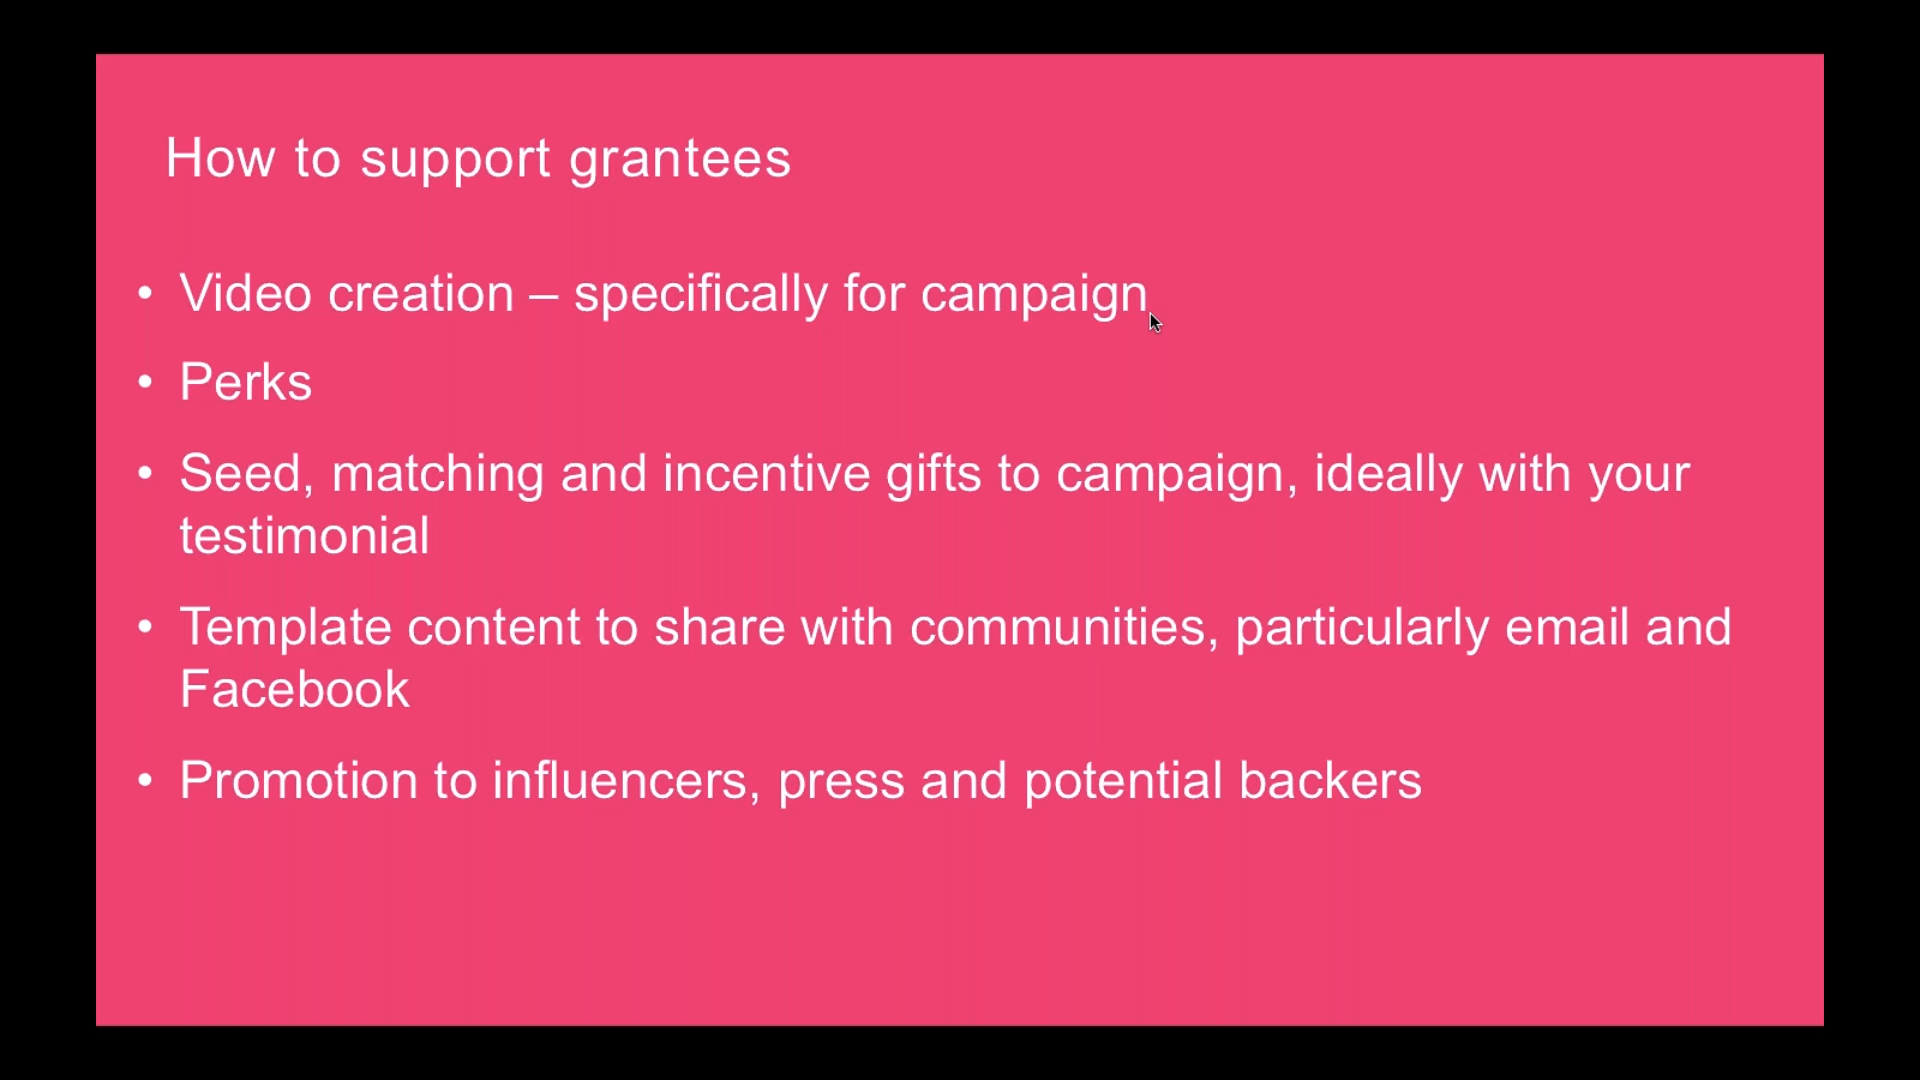 How to support grantees
• Video creation – specifically for campaign
• Perks
• Seed, matching and incentive gifts to campaign, ideally with your
testimonial
• Template content to share with communities, particularly email and
Facebook
• Promotion to influencers, press and potential backers